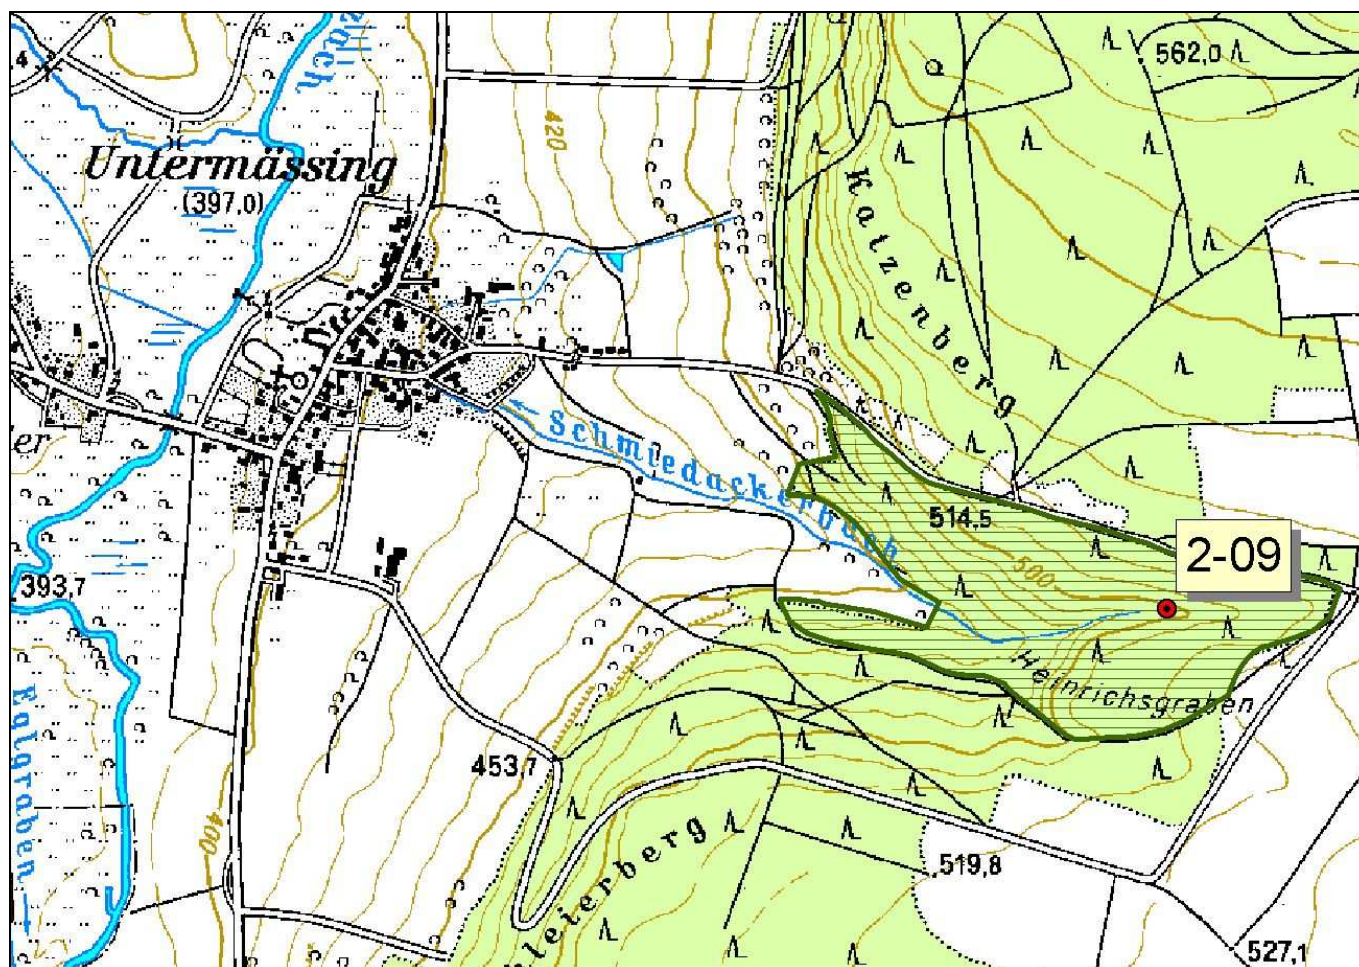 562,0
420
Untermässing
(397,0)
Katzenberg
Schmiedackerbach
514,5
2-09
500
393,7
Heinrichsgraben
453,7
400
519,8
527,1